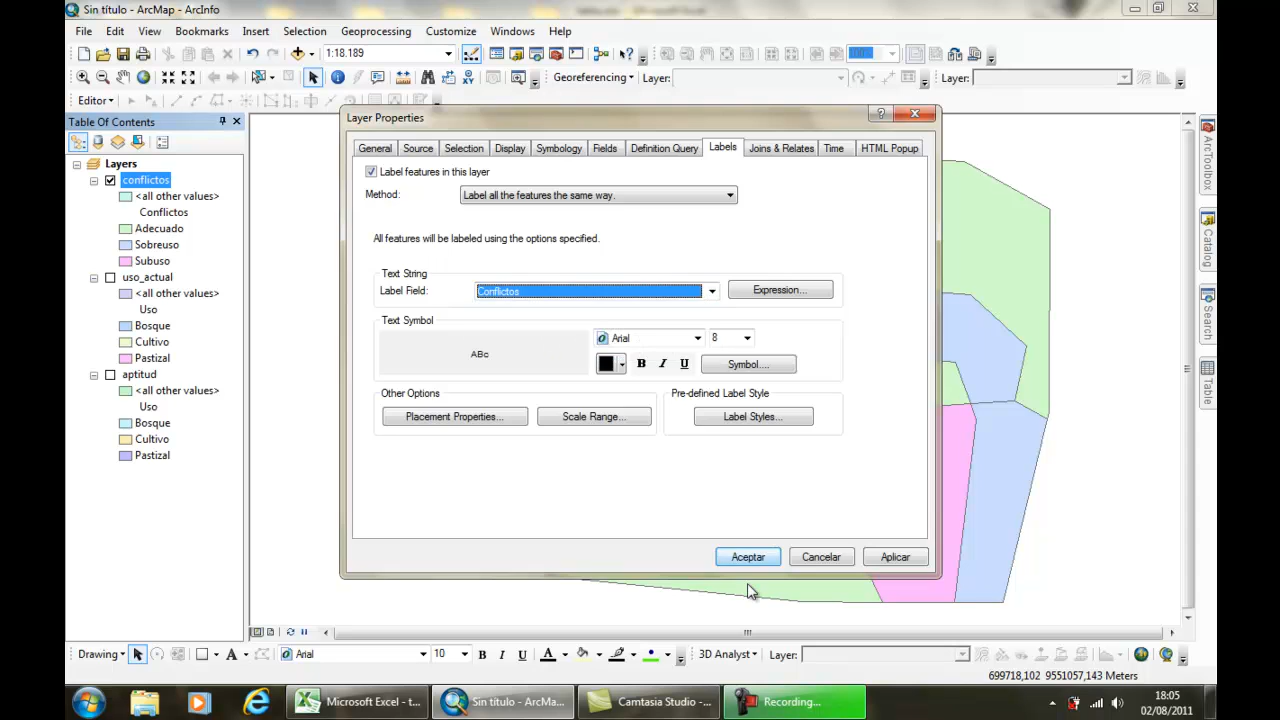 Sin título - ArcMap - ArcInfo
File Edit View Bookmarks Insert Selection Geoprocessing Customize Windows Help
1:18.189
Georeferencing Layer: Layer:
Editor
Table Of Contents
Layers
conflictos
<all other values>
Conflictos
Adecuado
Sobreuso
Subuso
uso_actual
<all other values>
Uso
Bosque
Cultivo
Pastizal
aptitud
<all other values>
Uso
Bosque
Cultivo
Pastizal
Layer Properties
General Source Selection Display Symbology Fields Definition Query Labels Joins & Relates Time HTML Popup
Label features in this layer
Method: Label all the features the same way.
All features will be labeled using the options specified.
Text String
Label Field: Conflictos Expression...
Text Symbol
ABc Arial 8
B I U Symbol....
Other Options Pre-defined Label Style
Placement Properties... Scale Range... Label Styles...
Aceptar Cancelar Aplicar
ArcToolbox
Catalog
Search
Table
Drawing A Arial 10 B I U A 3D Analyst Layer:
699718,102 9551057,143 Meters
Microsoft Excel - t... Sin título - ArcMa... Camtasia Studio -... Recording...
18:05
02/08/2011